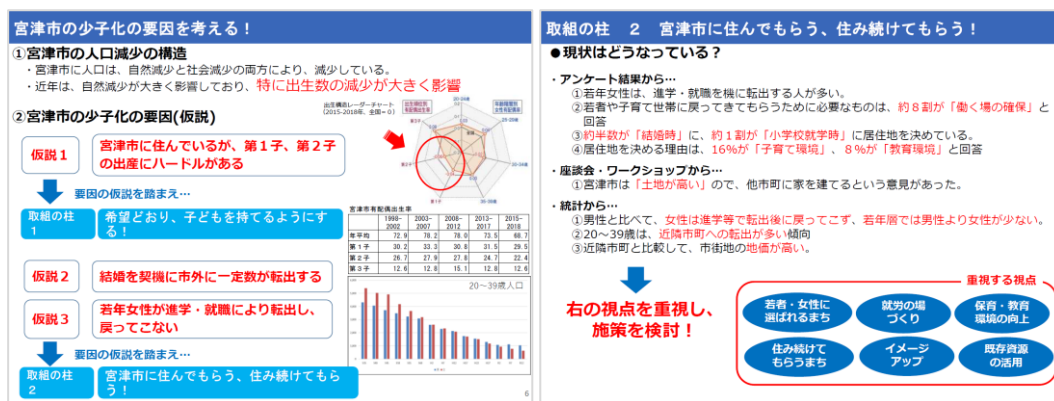 宮津市の少子化の要因を考える！
①宮津市の人口減少の構造
・宮津市に人口は、自然減少と社会減少の両方により、減少している。
・近年は、自然減少が大きく影響しており、特に出生数の減少が大きく影響
②宮津市の少子化の要因(仮説)
出生構造レーダーチャート
(2015-2018年、全国＝0)
仮説１
宮津市に住んでいるが、第１子、第２子
の出産にハードルがある
要因の仮説を踏まえ…
取組の柱
１
希望どおり、子どもを持てるようにす
る！
仮説２
結婚を契機に市外に一定数が転出する
仮説３
若年女性が進学・就職により転出し、
戻ってこない
要因の仮説を踏まえ…
取組の柱
２
宮津市に住んでもらう、住み続けてもら
う！
宮津市有配偶出生率
1998-2002 2003-2007 2008-2012 2013-2017 2015-2018
年平均 72.9 78.2 78.0 73.5 68.7
第１子 30.2 33.3 30.8 31.5 29.5
第２子 26.7 27.9 27.8 24.7 22.4
第３子 12.6 12.8 15.1 12.8 12.6
20～39歳人口
6
取組の柱　２　宮津市に住んでもらう、住み続けてもらう！
●現状はどうなっている？
・アンケート結果から…
①若年女性は、進学・就職を機に転出する人が多い。
②若者や子育て世帯に戻ってきてもらうために必要なものは、約８割が「働く場の確保」と
回答
③約半数が「結婚時」に、約１割が「小学校就学時」に居住地を決めている。
④居住地を決める理由は、16%が「子育て環境」、８％が「教育環境」と回答
・座談会・ワークショップから…
①宮津市は「土地が高い」ので、他市町に家を建てるという意見があった。
・統計から…
①男性と比べて、女性は進学等で転出後に戻ってこず、若年層では男性より女性が少ない。
②20～39歳は、近隣市町への転出が多い傾向
③近隣市町と比較して、市街地の地価が高い。
右の視点を重視し、
施策を検討！
重視する視点
若者・女性に
選ばれるまち
就労の場
づくり
保育・教育
環境の向上
住み続けて
もらうまち
イメージ
アップ
既存資源
の活用